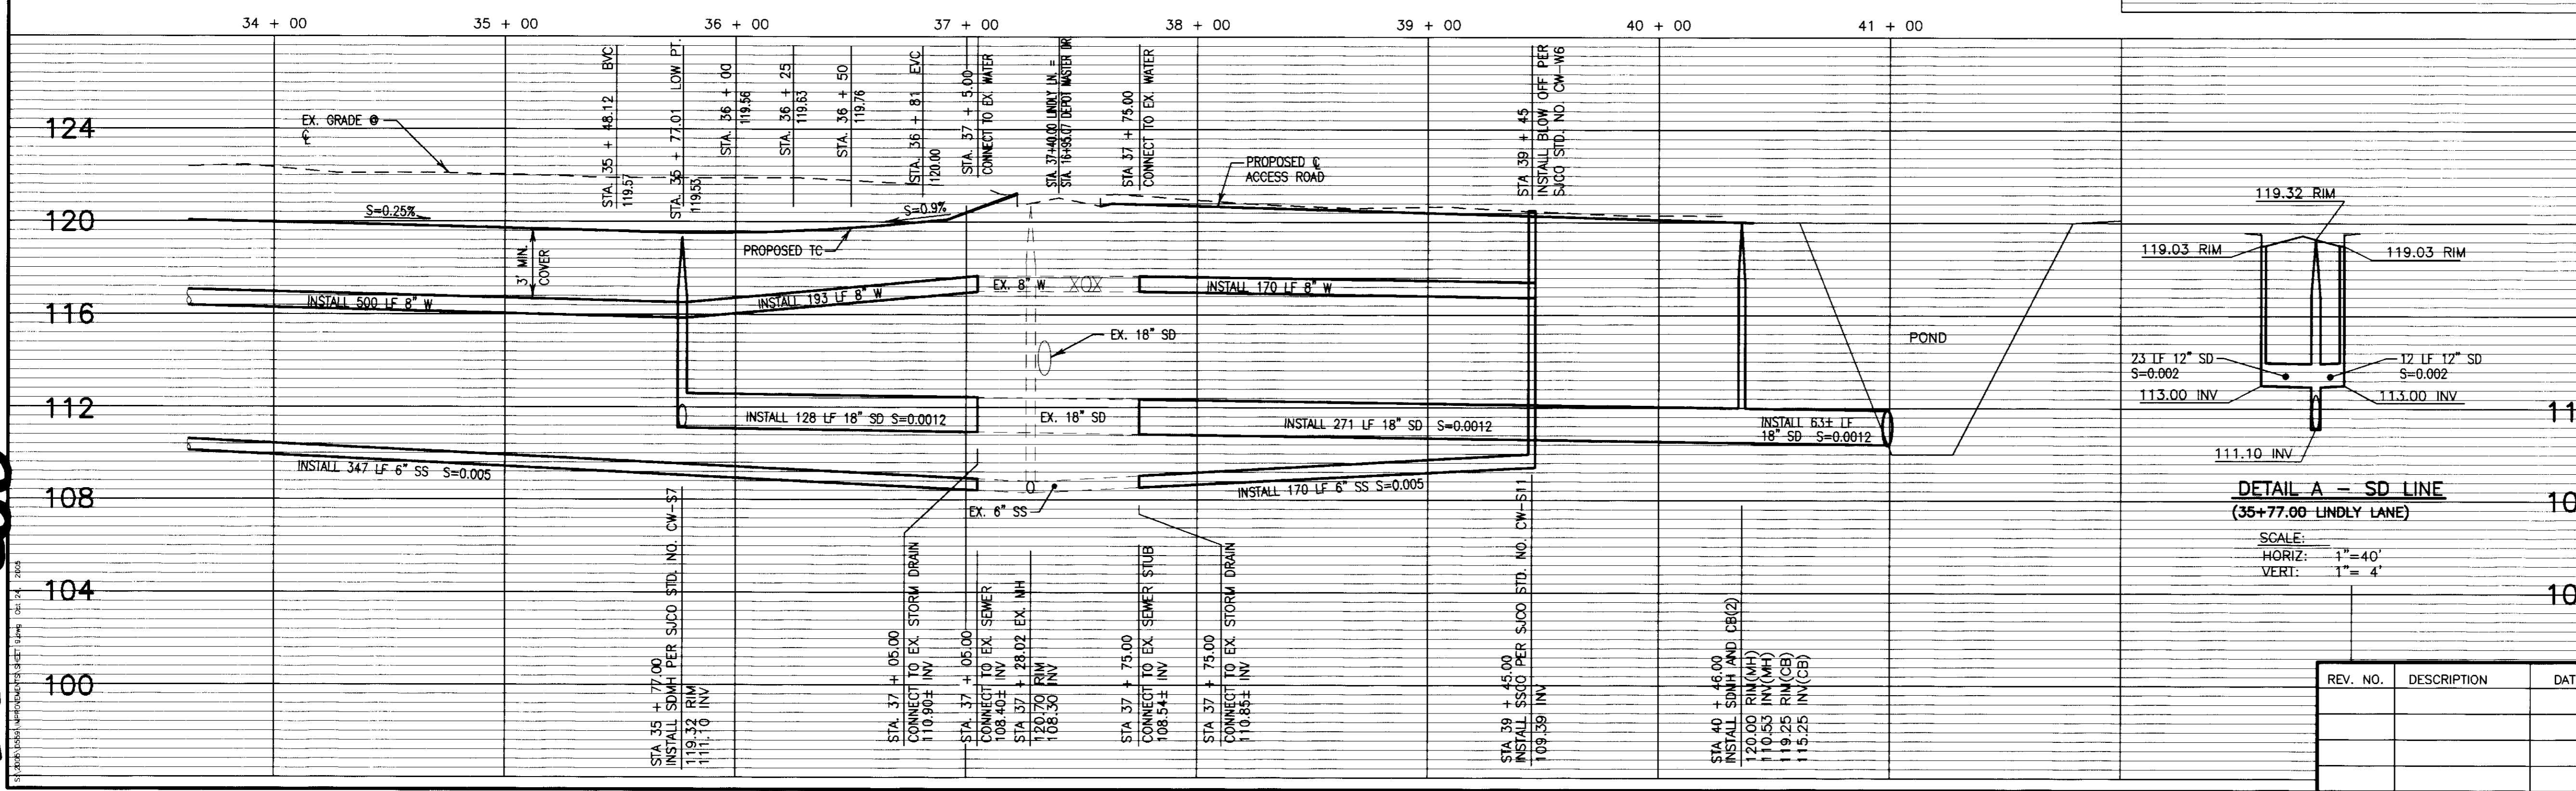 34 + 00
35 + 00
36 + 00
37 + 00
38 + 00
39 + 00
40 + 00
41 + 00
124
120
116
112
108
104
100
EX. GRADE @
℄
STA. 35 + 48.12 BVC
119.57
STA. 35 + 77.01 LOW PT.
119.53
STA. 36 + 00
119.56
STA. 36 + 25
119.63
STA. 36 + 50
119.76
STA. 36 + 81 EVC
120.00
STA. 37 + 5.00
CONNECT TO EX. WATER
STA. 37+40.00 LINDLY LN. =
STA. 16+95.07 DEPOT MASTER DR
STA 37 + 75.00
CONNECT TO EX. WATER
STA 39 + 45
INSTALL BLOW OFF PER
SJCO STD. NO. CW-W6
S=0.25%
S=0.9%
PROPOSED ℄
ACCESS ROAD
3' MIN.
COVER
PROPOSED TC
INSTALL 500 LF 8" W
INSTALL 193 LF 8" W
EX. 8" W
INSTALL 170 LF 8" W
EX. 18" SD
POND
INSTALL 128 LF 18" SD S=0.0012
EX. 18" SD
INSTALL 271 LF 18" SD S=0.0012
INSTALL 63± LF
18" SD S=0.0012
INSTALL 347 LF 6" SS S=0.005
EX. 6" SS
INSTALL 170 LF 6" SS S=0.005
STA 35 + 77.00
INSTALL SDMH PER SJCO STD. NO. CW-S7
119.32 RIM
111.10 INV
STA. 37 + 05.00
CONNECT TO EX. STORM DRAIN
110.90± INV
STA. 37 + 05.00
CONNECT TO EX. SEWER
108.40± INV
STA 37 + 28.02 EX. MH
120.70 RIM
108.30 INV
STA 37 + 75.00
CONNECT TO EX. SEWER STUB
108.54± INV
STA 37 + 75.00
CONNECT TO EX. STORM DRAIN
110.85± INV
STA 39 + 45.00
INSTALL SSCO PER SJCO STD. NO. CW-S11
109.39 INV
STA 40 + 46.00
INSTALL SDMH AND CB(2)
120.00 RIM(MH)
110.53 INV(MH)
119.25 RIM(CB)
115.25 INV(CB)
119.32 RIM
119.03 RIM
119.03 RIM
23 LF 12" SD
S=0.002
12 LF 12" SD
S=0.002
113.00 INV
113.00 INV
111.10 INV
DETAIL A – SD LINE
(35+77.00 LINDLY LANE)
SCALE:
HORIZ: 1"=40'
VERT: 1"= 4'
11
10
10
REV. NO.
DESCRIPTION
DAT